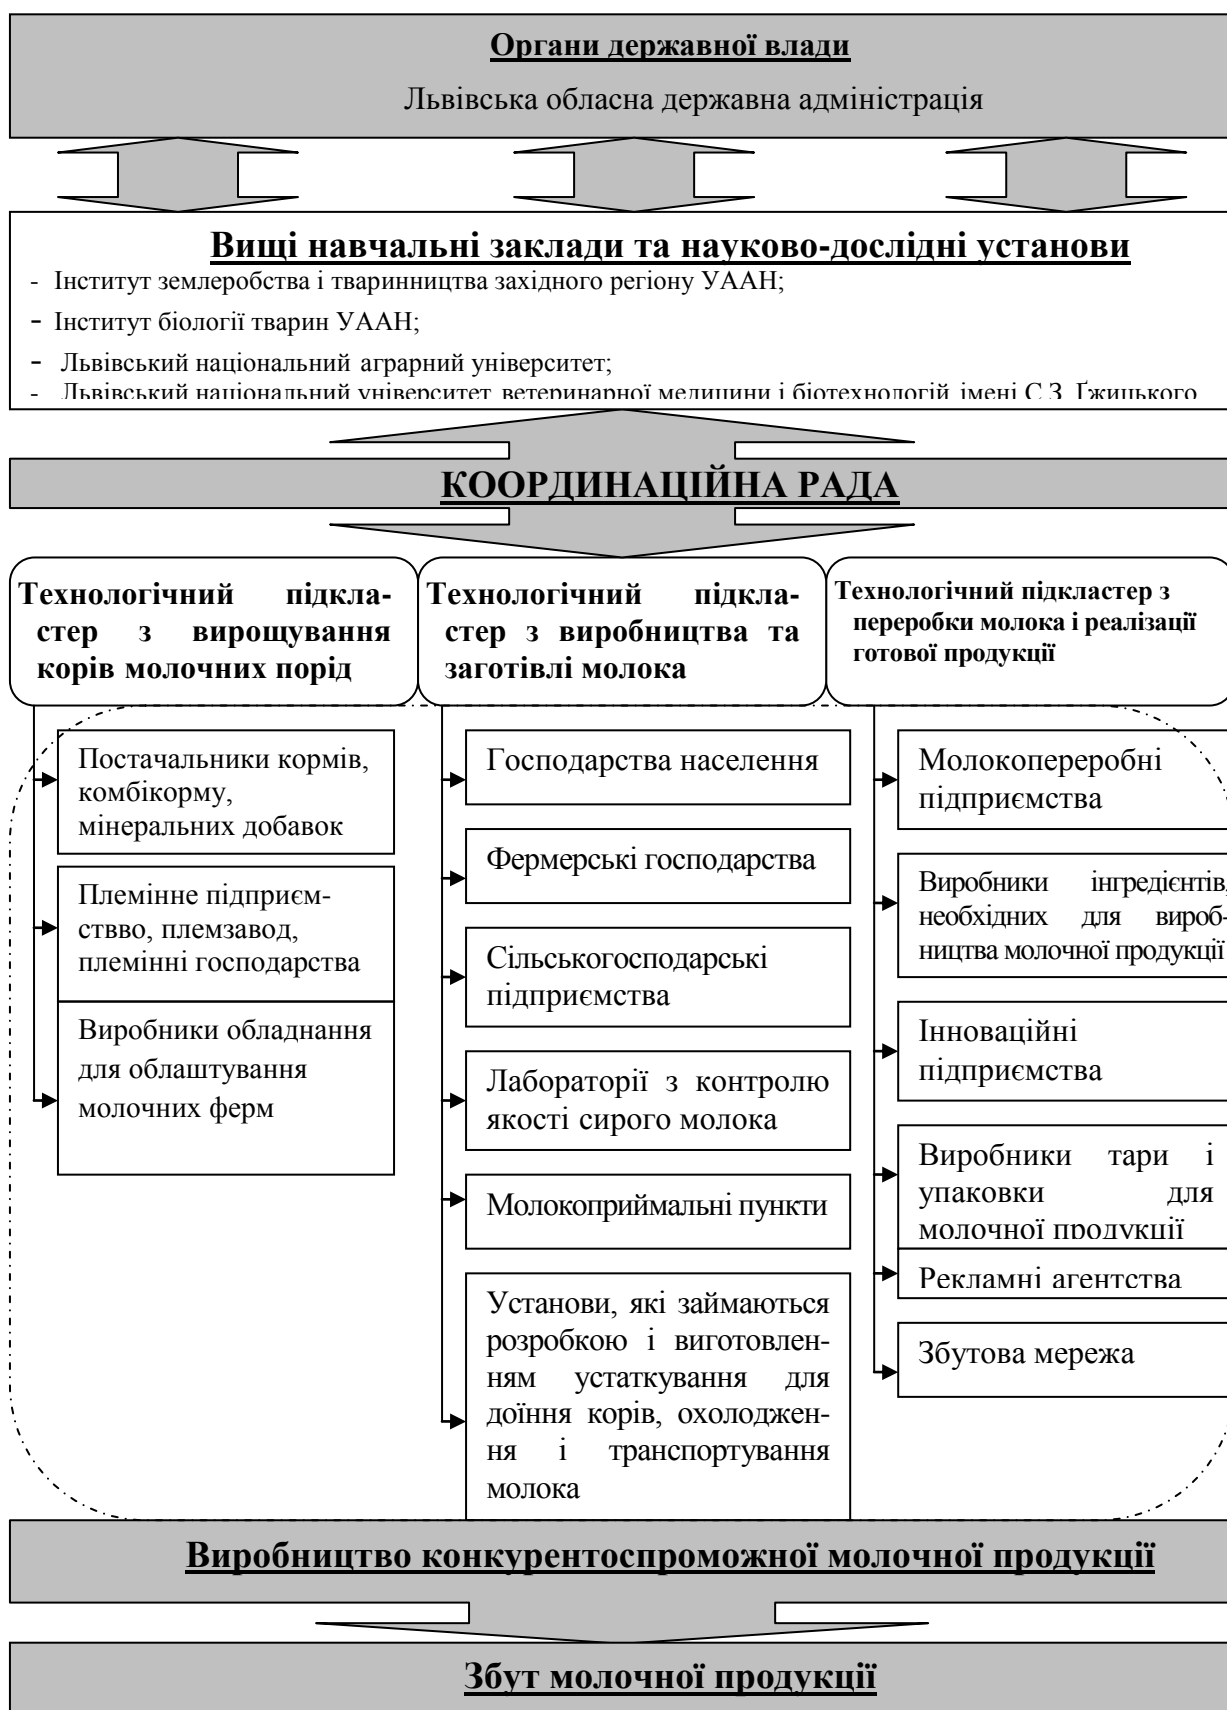 Органи державної влади
Львівська обласна державна адміністрація
Вищі навчальні заклади та науково-дослідні установи
- Інститут землеробства і тваринництва західного регіону УААН;
- Інститут біології тварин УААН;
- Львівський національний аграрний університет;
- Львівський національний університет ветеринарної медицини і біотехнологій імені С.З. Ґжицького
КООРДИНАЦІЙНА РАДА
Технологічний підкла-
стер з вирощування
корів молочних порід
Постачальники кормів,
комбікорму,
мінеральних добавок
Племінне підприєм-
ствво, племзавод,
племінні господарства
Виробники обладнання
для облаштування
молочних ферм
Технологічний підкла-
стер з виробництва та
заготівлі молока
Господарства населення
Фермерські господарства
Сільськогосподарські
підприємства
Лабораторії з контролю
якості сирого молока
Молокоприймальні пункти
Установи, які займаються
розробкою і виготовлен-
ням устаткування для
доїння корів, охолоджен-
ня і транспортування
молока
Технологічний підкластер з
переробки молока і реалізації
готової продукції
Молокопереробні
підприємства
Виробники інгредієнтів,
необхідних для вироб-
ництва молочної продукції
Інноваційні
підприємства
Виробники тари і
упаковки для
молочної продукції
Рекламні агентства
Збутова мережа
Виробництво конкурентоспроможної молочної продукції
Збут молочної продукції